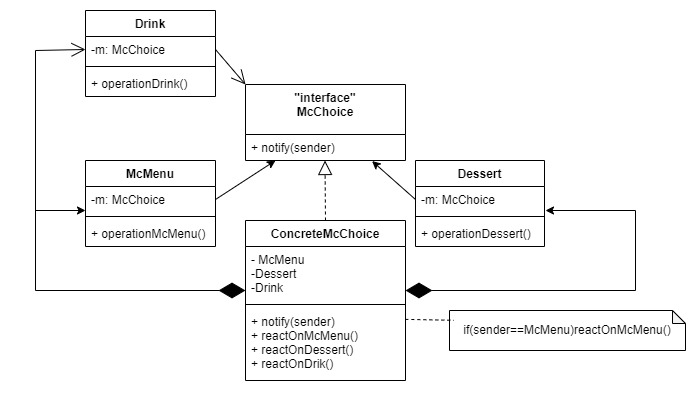 Drink
-m: McChoice
+ operationDrink()
"interface"
McChoice
+ notify(sender)
McMenu
-m: McChoice
+ operationMcMenu()
Dessert
-m: McChoice
+ operationDessert()
ConcreteMcChoice
- McMenu
-Dessert
-Drink
+ notify(sender)
+ reactOnMcMenu()
+ reactOnDessert()
+ reactOnDrik()
if(sender==McMenu)reactOnMcMenu()